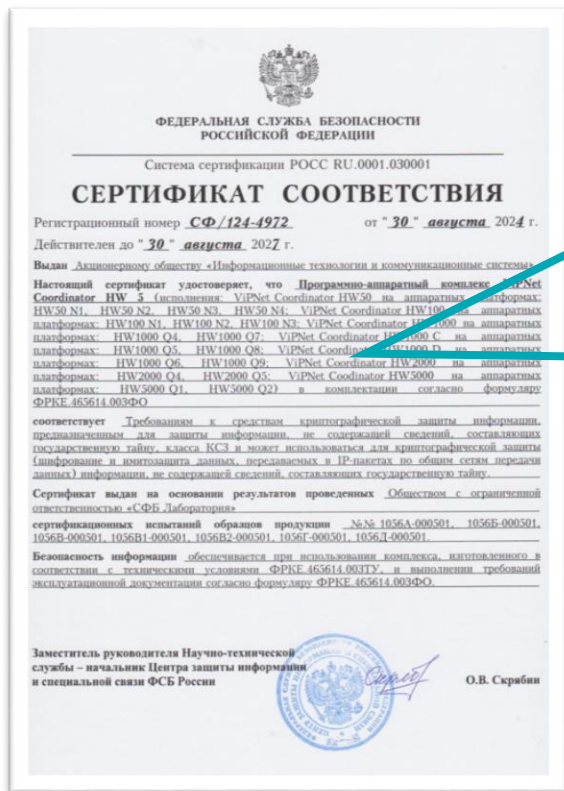 ФЕДЕРАЛЬНАЯ СЛУЖБА БЕЗОПАСНОСТИ
РОССИЙСКОЙ ФЕДЕРАЦИИ
Система сертификации РОСС RU.0001.030001
СЕРТИФИКАТ СООТВЕТСТВИЯ
Регистрационный номер СФ/124-4972 от "30" августа 2024 г.
Действителен до "30" августа 2027 г.
Выдан Акционерному обществу «Информационные технологии и коммуникационные системы».
Настоящий сертификат удостоверяет, что Программно-аппаратный комплекс ViPNet
Coordinator HW 5 (исполнения: ViPNet Coordinator HW50 на аппаратных платформах:
HW50 N1, HW50 N2, HW50 N3, HW50 N4; ViPNet Coordinator HW100 на аппаратных
платформах: HW100 N1, HW100 N2, HW100 N3; ViPNet Coordinator HW1000 на аппаратных
платформах: HW1000 Q4, HW1000 Q7; ViPNet Coordinator HW1000 C на аппаратных
платформах: HW1000 Q5, HW1000 Q8; ViPNet Coordinator HW1000 D на аппаратных
платформах: HW1000 Q6, HW1000 Q9; ViPNet Coordinator HW2000 на аппаратных
платформах: HW2000 Q4, HW2000 Q5; ViPNet Coodinator HW5000 на аппаратных
платформах: HW5000 Q1, HW5000 Q2) в комплектации согласно формуляру
ФРКЕ.465614.003ФО
соответствует Требованиям к средствам криптографической защиты информации,
предназначенным для защиты информации, не содержащей сведений, составляющих
государственную тайну, класса КС3 и может использоваться для криптографической защиты
(шифрование и имитозащита данных, передаваемых в IP-пакетах по общим сетям передачи
данных) информации, не содержащей сведений, составляющих государственную тайну.
Сертификат выдан на основании результатов проведенных Обществом с ограниченной
ответственностью «СФБ Лаборатория»
сертификационных испытаний образцов продукции №№ 1056А-000501, 1056Б-000501,
1056В-000501, 1056В1-000501, 1056В2-000501, 1056Г-000501, 1056Д-000501.
Безопасность информации обеспечивается при использовании комплекса, изготовленного в
соответствии с техническими условиями ФРКЕ.465614.003ТУ, и выполнении требований
эксплуатационной документации согласно формуляру ФРКЕ.465614.003ФО.
Заместитель руководителя Научно-технической
службы – начальник Центра защиты информации
и специальной связи ФСБ России
О.В. Скрябин